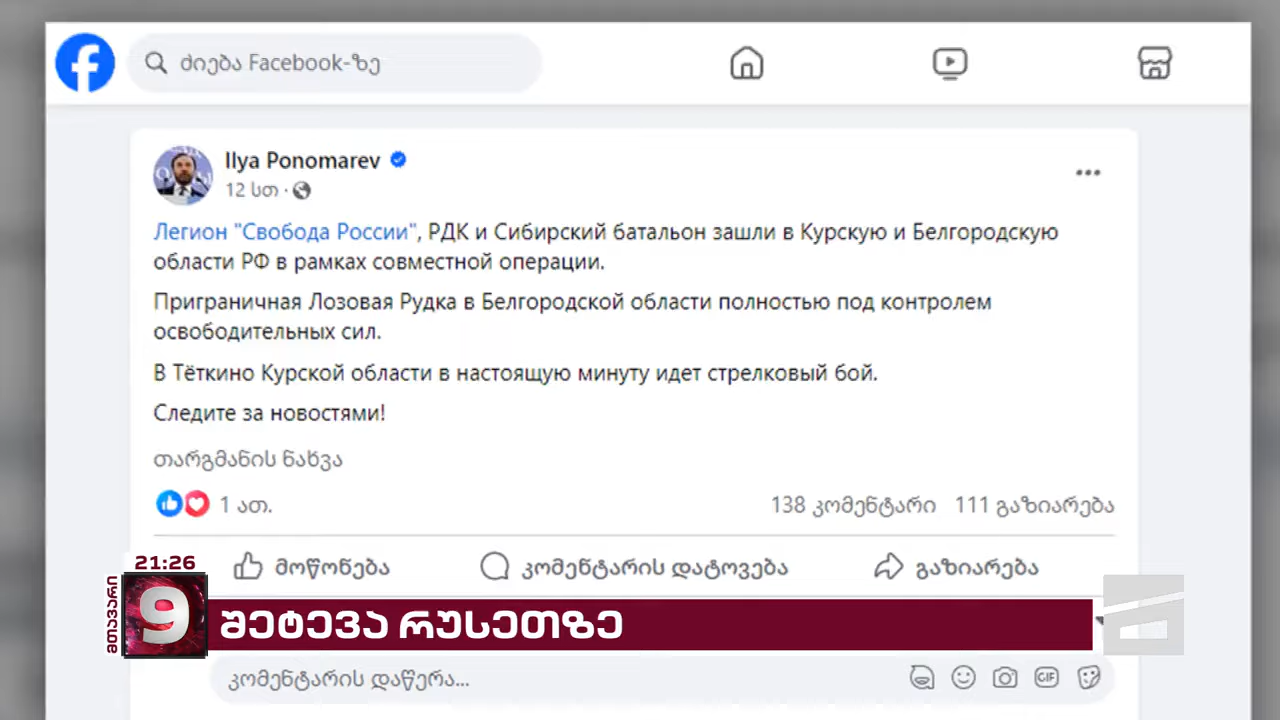 ძიება Facebook-ზე
Ilya Ponomarev
12 სთ ·
Легион "Свобода России", РДК и Сибирский батальон зашли в Курскую и Белгородскую
области РФ в рамках совместной операции.
Приграничная Лозовая Рудка в Белгородской области полностью под контролем
освободительных сил.
В Тёткино Курской области в настоящую минуту идет стрелковый бой.
Следите за новостями!
თარგმანის ნახვა
1 ათ.
138 კომენტარი 111 გაზიარება
მოწონება კომენტარის დატოვება გაზიარება
21:26
მთავარი
9
შეტევა რუსეთზე
კომენტარის დაწერა...
GIF